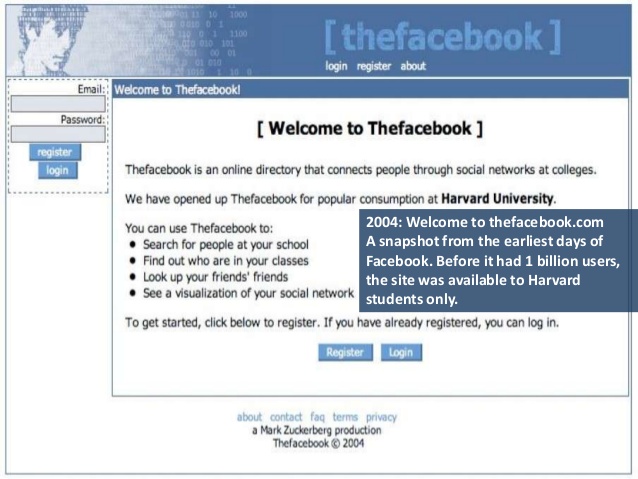 [ thefacebook ]
login register about
Email:
Password:
register
login
Welcome to Thefacebook!
[ Welcome to Thefacebook ]
Thefacebook is an online directory that connects people through social networks at colleges.
We have opened up Thefacebook for popular consumption at Harvard University.
You can use Thefacebook to:
• Search for people at your school
• Find out who are in your classes
• Look up your friends' friends
• See a visualization of your social network
2004: Welcome to thefacebook.com
A snapshot from the earliest days of
Facebook. Before it had 1 billion users,
the site was available to Harvard
students only.
To get started, click below to register. If you have already registered, you can log in.
Register Login
about contact faq terms privacy
a Mark Zuckerberg production
Thefacebook © 2004